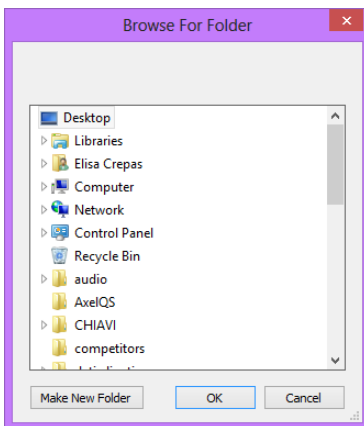 Browse For Folder
Desktop
Libraries
Elisa Crepas
Computer
Network
Control Panel
Recycle Bin
audio
AxelQS
CHIAVI
competitors
Make New Folder
OK
Cancel